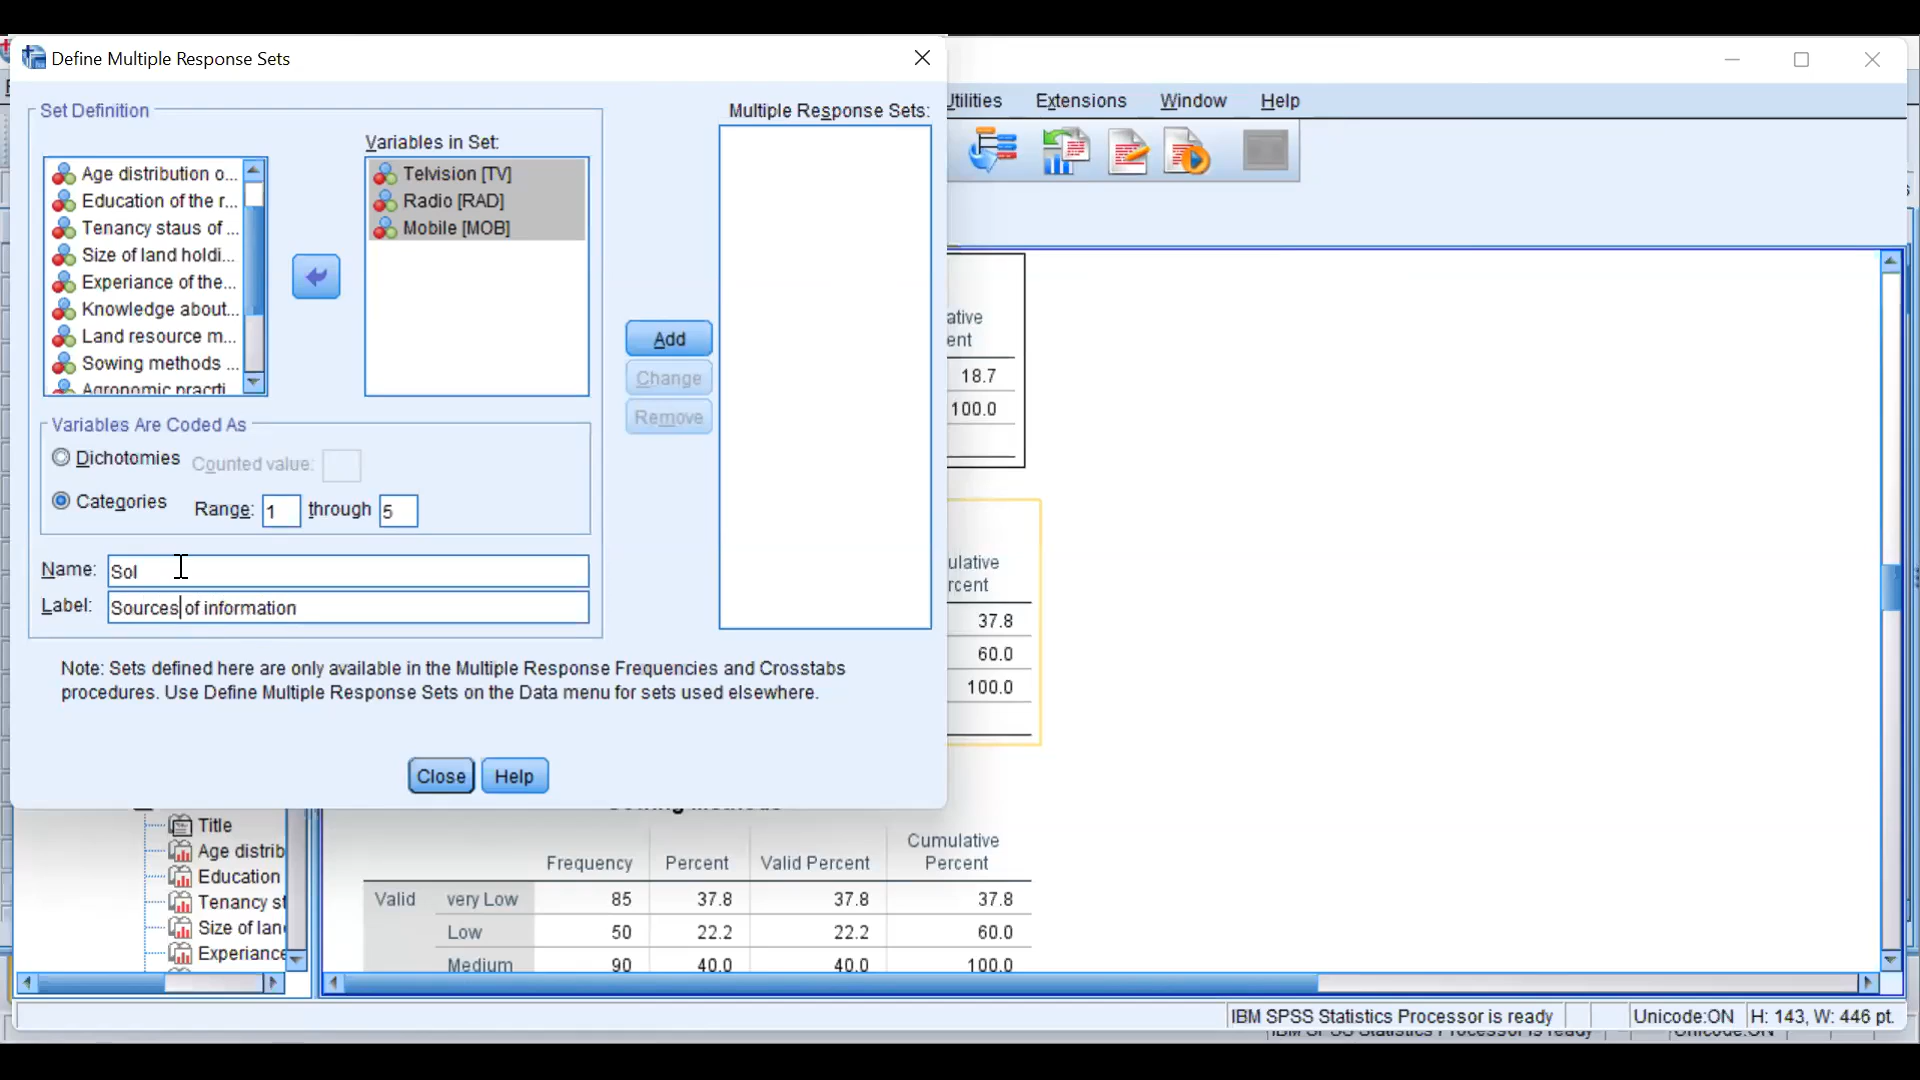 Define Multiple Response Sets
Utilities Extensions Window Help
Set Definition
Multiple Response Sets:
Variables in Set:
Age distribution o...
Education of the r...
Tenancy staus of ...
Size of land holdi...
Experiance of the...
Knowledge about...
Land resource m...
Sowing methods ...
Agronomic pracrti
Telvision [TV]
Radio [RAD]
Mobile [MOB]
Add
Change
Remove
Variables Are Coded As
Dichotomies Counted value:
Categories Range: 1 through 5
Name: Sol
Label: Sources of information
Note: Sets defined here are only available in the Multiple Response Frequencies and Crosstabs
procedures. Use Define Multiple Response Sets on the Data menu for sets used elsewhere.
Close Help
ative
ent
18.7
100.0
ulative
rcent
37.8
60.0
100.0
Title
Age distrib
Education
Tenancy st
Size of lan
Experiance
Cumulative
Frequency Percent Valid Percent Percent
Valid very Low 85 37.8 37.8 37.8
Low 50 22.2 22.2 60.0
Medium 90 40.0 40.0 100.0
IBM SPSS Statistics Processor is ready Unicode:ON H: 143, W: 446 pt.